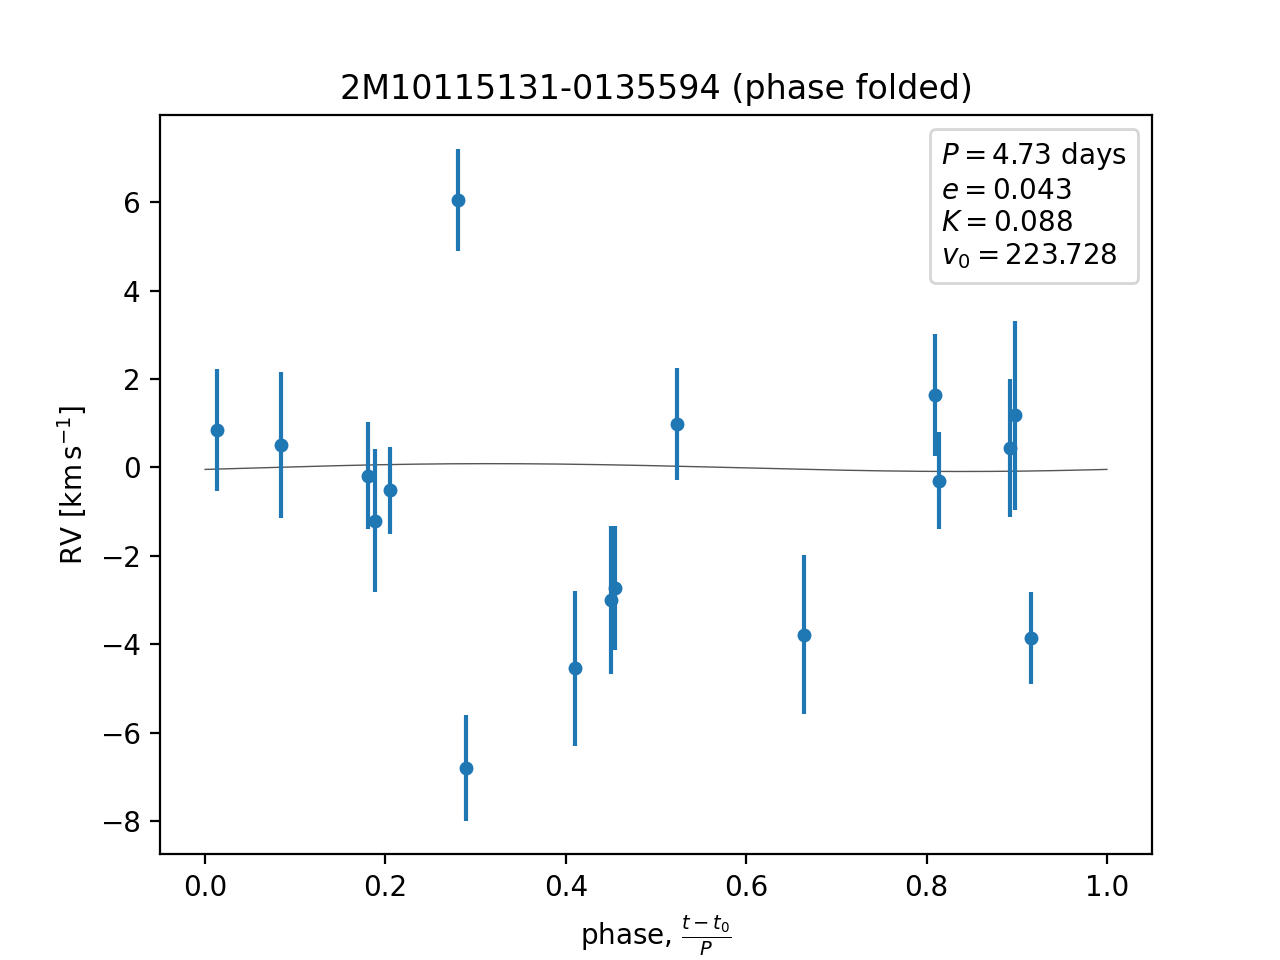 2M10115131-0135594 (phase folded)
P = 4.73 days
e = 0.043
K = 0.088
v₀ = 223.728
RV [km s⁻¹]
6
4
2
0
−2
−4
−6
−8
0.0 0.2 0.4 0.6 0.8 1.0
phase, (t − t₀)/P